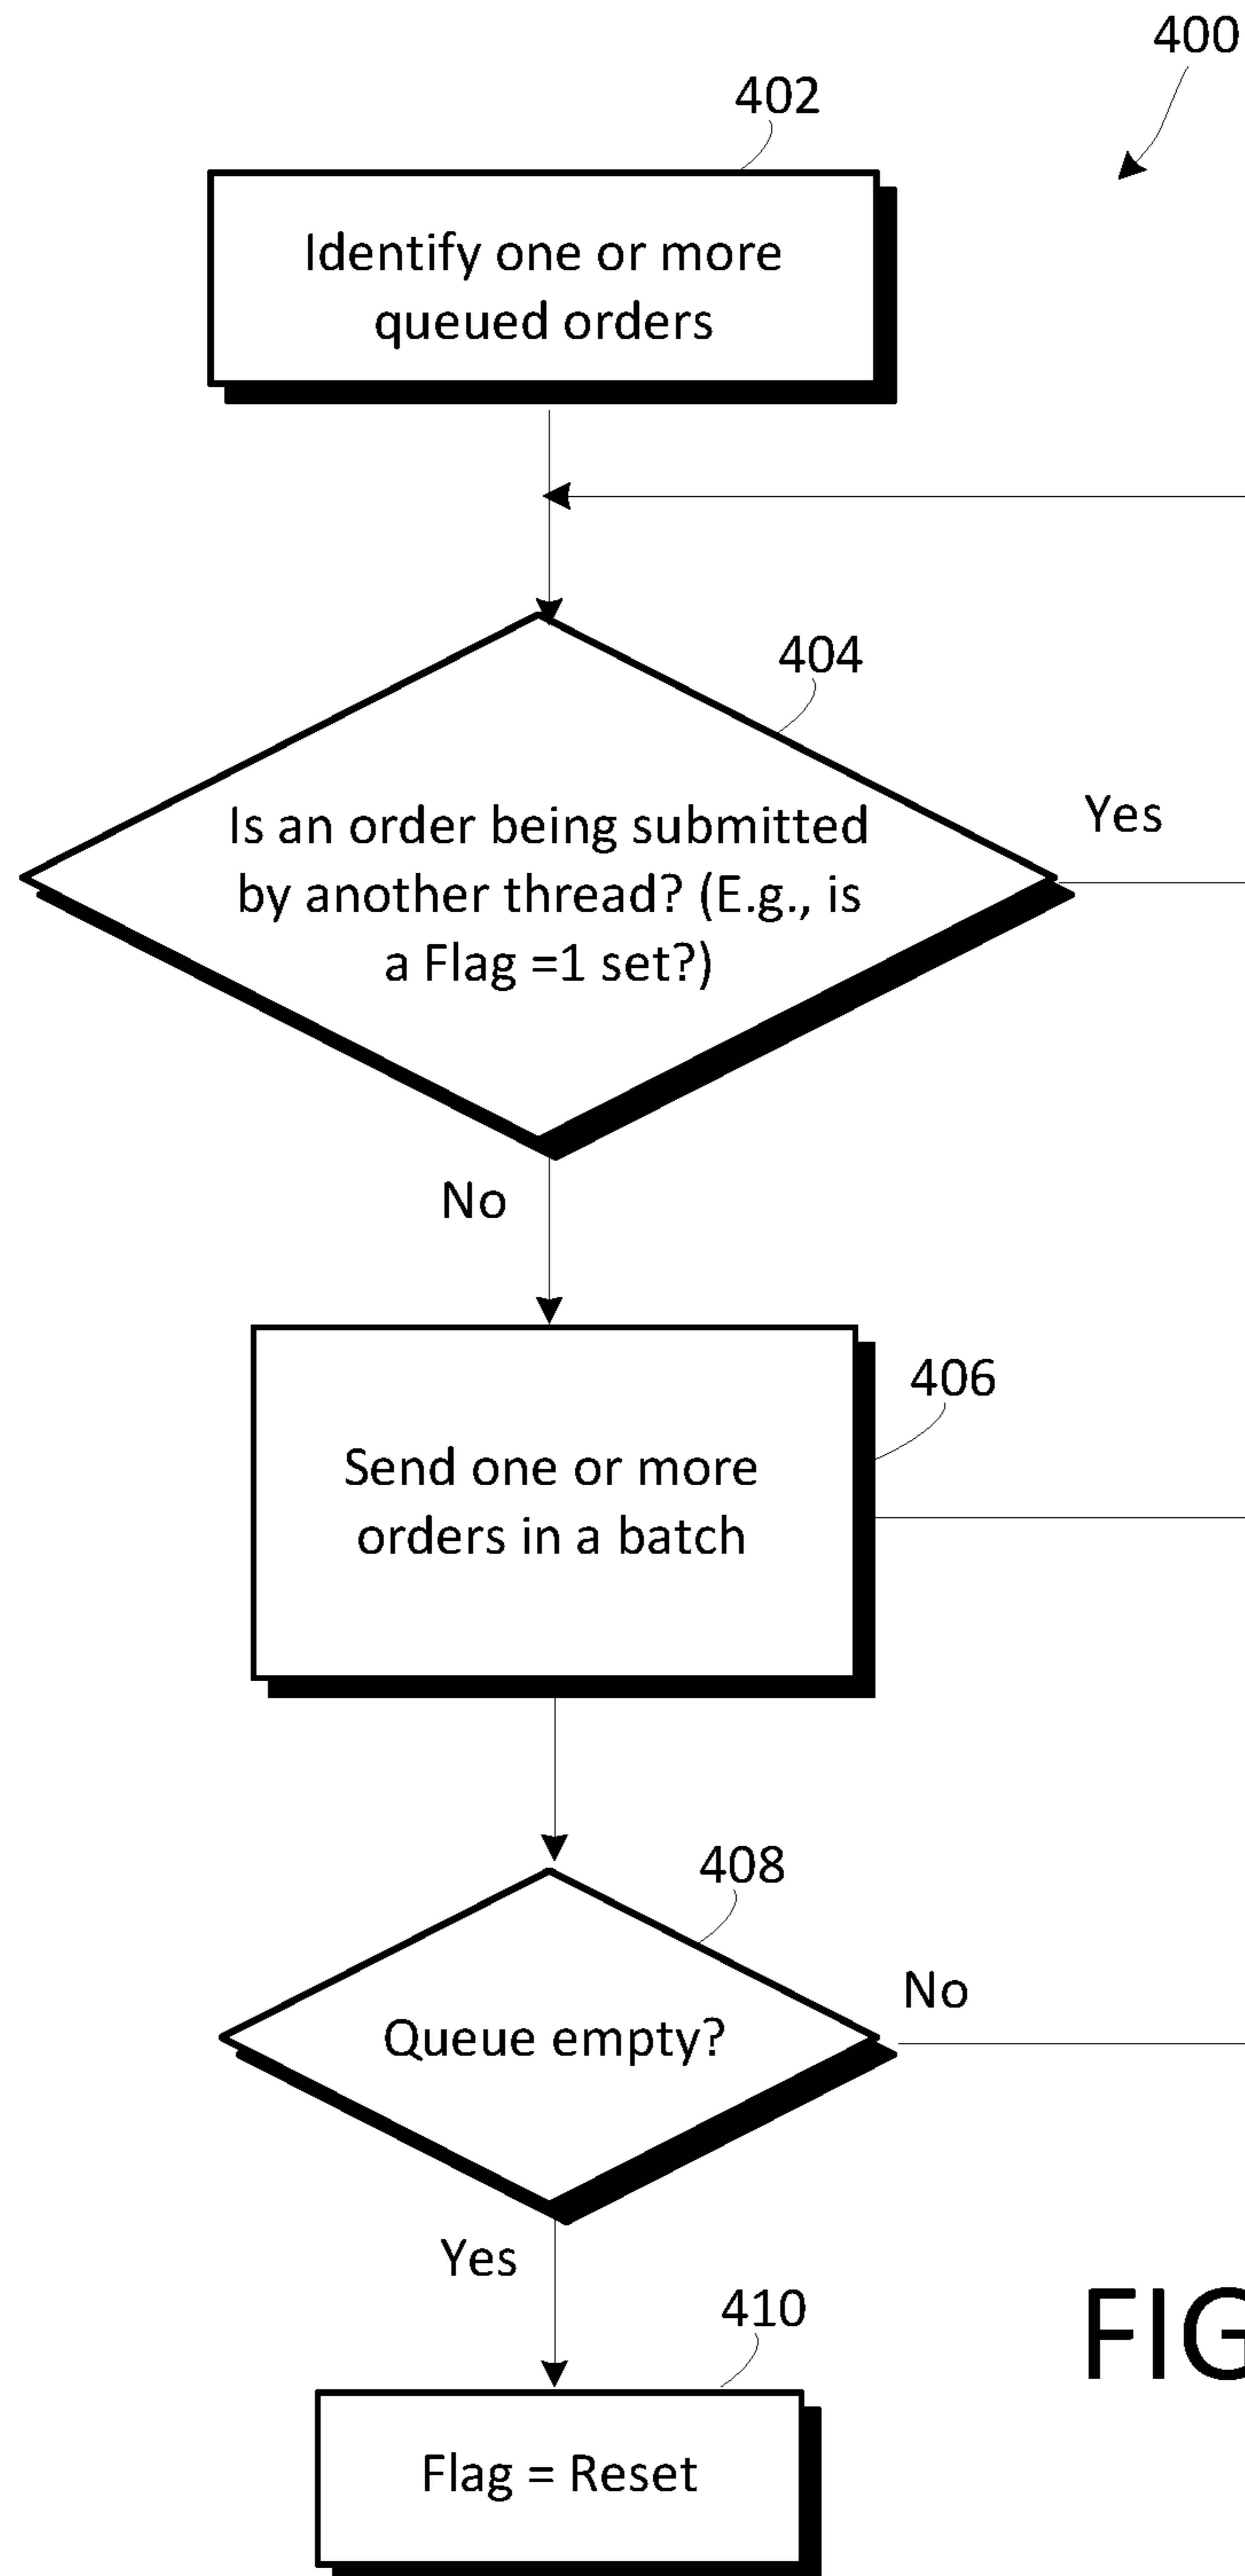 400
402
Identify one or more
queued orders
404
Yes
Is an order being submitted
by another thread? (E.g., is
a Flag =1 set?)
No
406
Send one or more
orders in a batch
408
No
Queue empty?
Yes
410
FIG
Flag = Reset